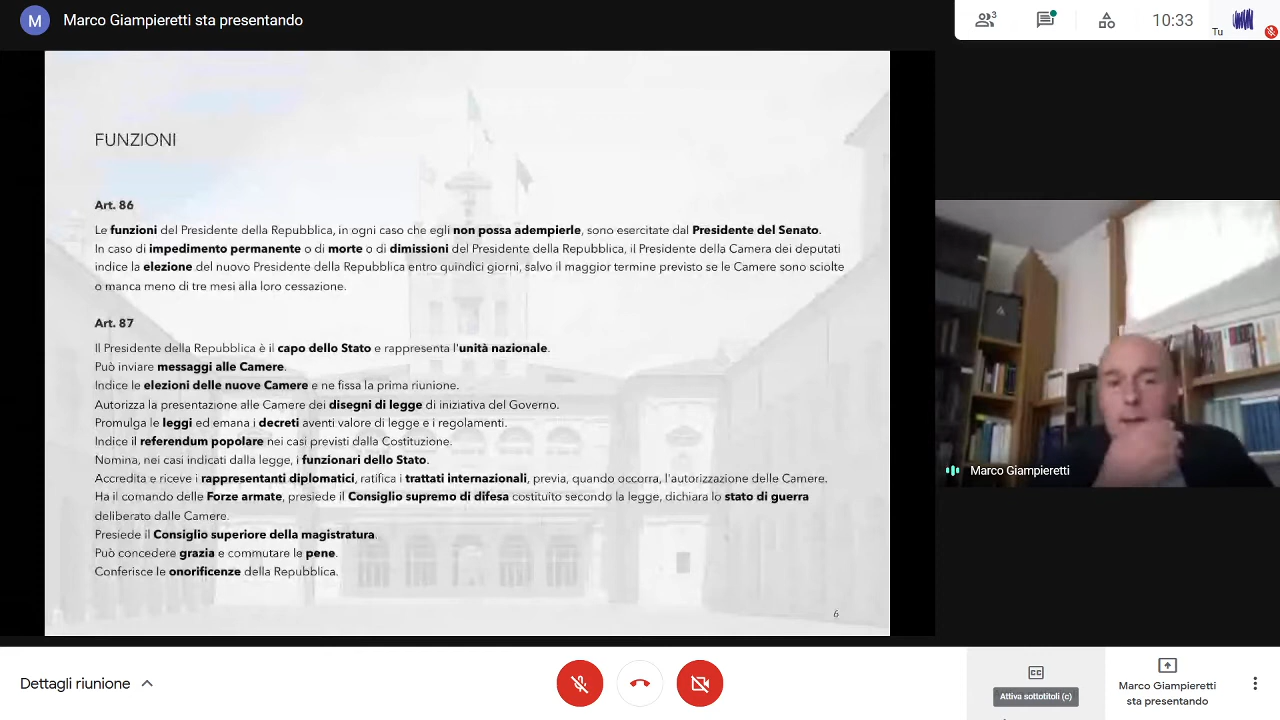 M Marco Giampieretti sta presentando
3
10:33
Tu
FUNZIONI
Art. 86
Le funzioni del Presidente della Repubblica, in ogni caso che egli non possa adempierle, sono esercitate dal Presidente del Senato.
In caso di impedimento permanente o di morte o di dimissioni del Presidente della Repubblica, il Presidente della Camera dei deputati
indice la elezione del nuovo Presidente della Repubblica entro quindici giorni, salvo il maggior termine previsto se le Camere sono sciolte
o manca meno di tre mesi alla loro cessazione.
Art. 87
Il Presidente della Repubblica è il capo dello Stato e rappresenta l'unità nazionale.
Può inviare messaggi alle Camere.
Indice le elezioni delle nuove Camere e ne fissa la prima riunione.
Autorizza la presentazione alle Camere dei disegni di legge di iniziativa del Governo.
Promulga le leggi ed emana i decreti aventi valore di legge e i regolamenti.
Indice il referendum popolare nei casi previsti dalla Costituzione.
Nomina, nei casi indicati dalla legge, i funzionari dello Stato.
Accredita e riceve i rappresentanti diplomatici, ratifica i trattati internazionali, previa, quando occorra, l'autorizzazione delle Camere.
Ha il comando delle Forze armate, presiede il Consiglio supremo di difesa costituito secondo la legge, dichiara lo stato di guerra
deliberato dalle Camere.
Presiede il Consiglio superiore della magistratura.
Può concedere grazia e commutare le pene.
Conferisce le onorificenze della Repubblica.
6
Marco Giampieretti
Dettagli riunione
CC
Attiva sottotitoli (c)
Marco Giampieretti
sta presentando